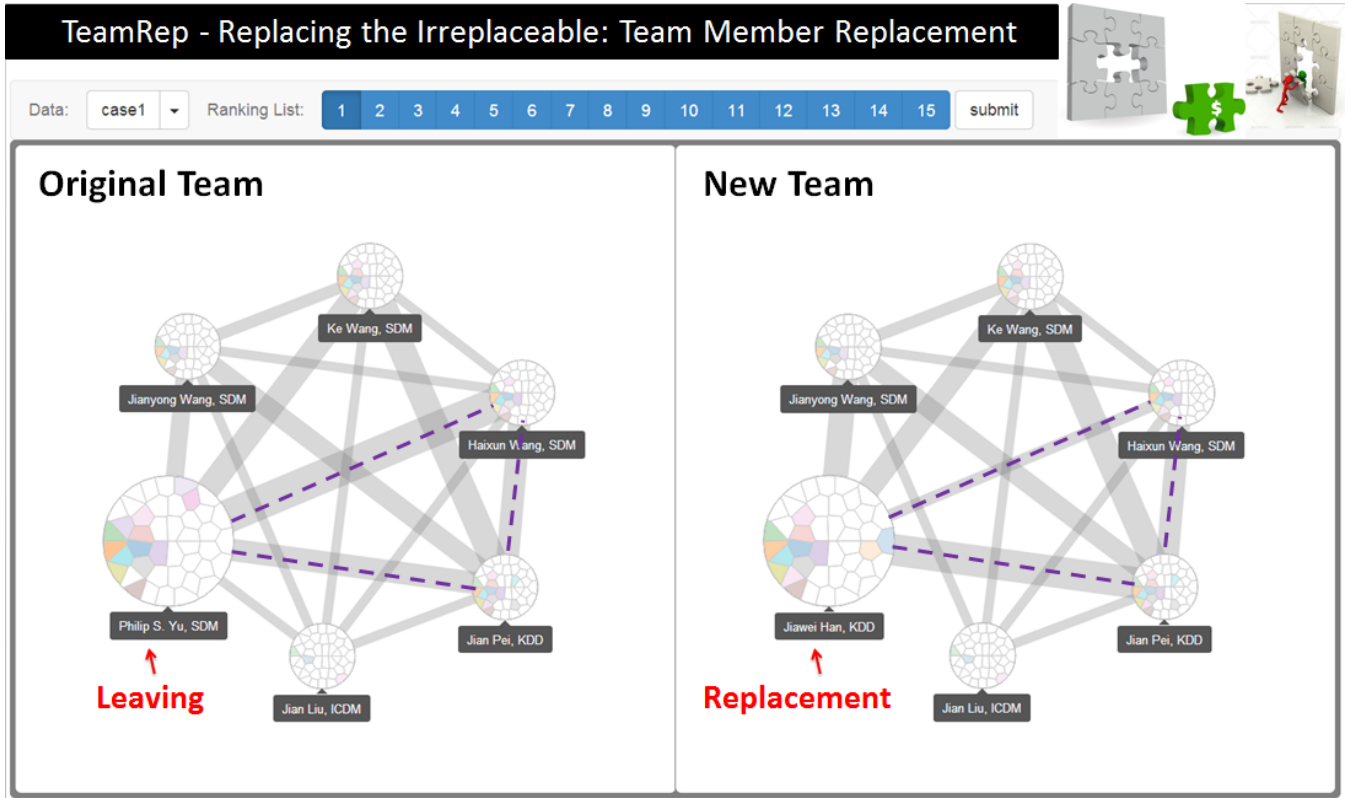 TeamRep - Replacing the Irreplaceable: Team Member Replacement
Data: case1 Ranking List: 1 2 3 4 5 6 7 8 9 10 11 12 13 14 15 submit
$
Original Team
Ke Wang, SDM
Jianyong Wang, SDM
Haixun Wang, SDM
Philip S. Yu, SDM
Jian Pei, KDD
Leaving
Jian Liu, ICDM
New Team
Ke Wang, SDM
Jianyong Wang, SDM
Haixun Wang, SDM
Jiawei Han, KDD
Jian Pei, KDD
Replacement
Jian Liu, ICDM